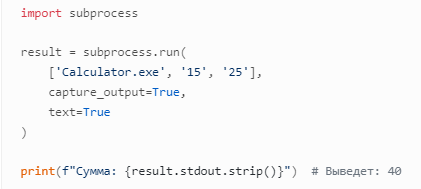 import subprocess
result = subprocess.run(
['Calculator.exe', '15', '25'],
capture_output=True,
text=True
)
print(f"Сумма: {result.stdout.strip()}")  # Выведет: 40